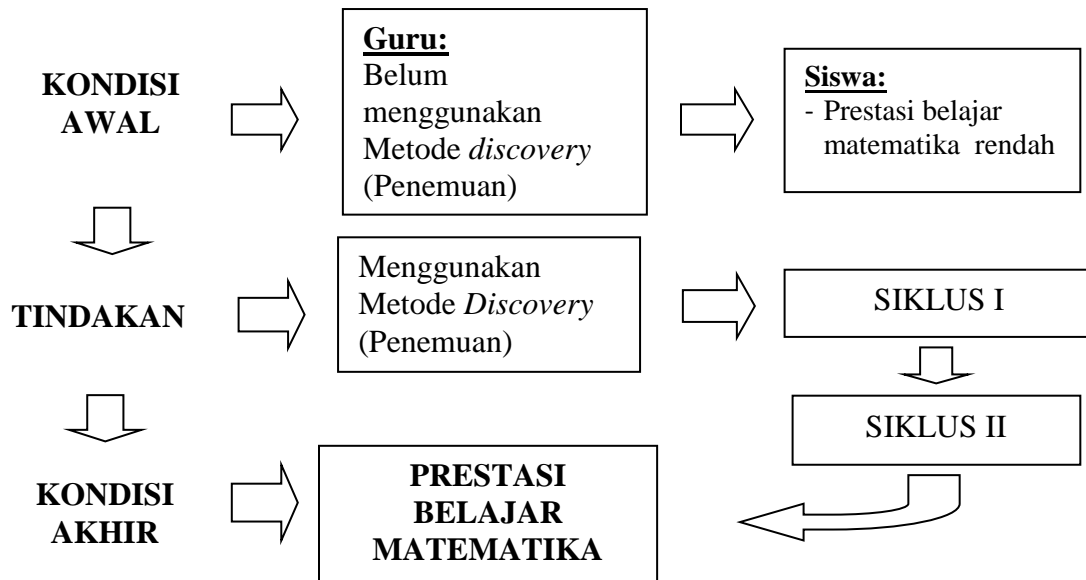 KONDISI
AWAL
Guru:
Belum
menggunakan
Metode discovery
(Penemuan)
Siswa:
- Prestasi belajar
matematika rendah
TINDAKAN
Menggunakan
Metode Discovery
(Penemuan)
SIKLUS I
SIKLUS II
KONDISI
AKHIR
PRESTASI
BELAJAR
MATEMATIKA